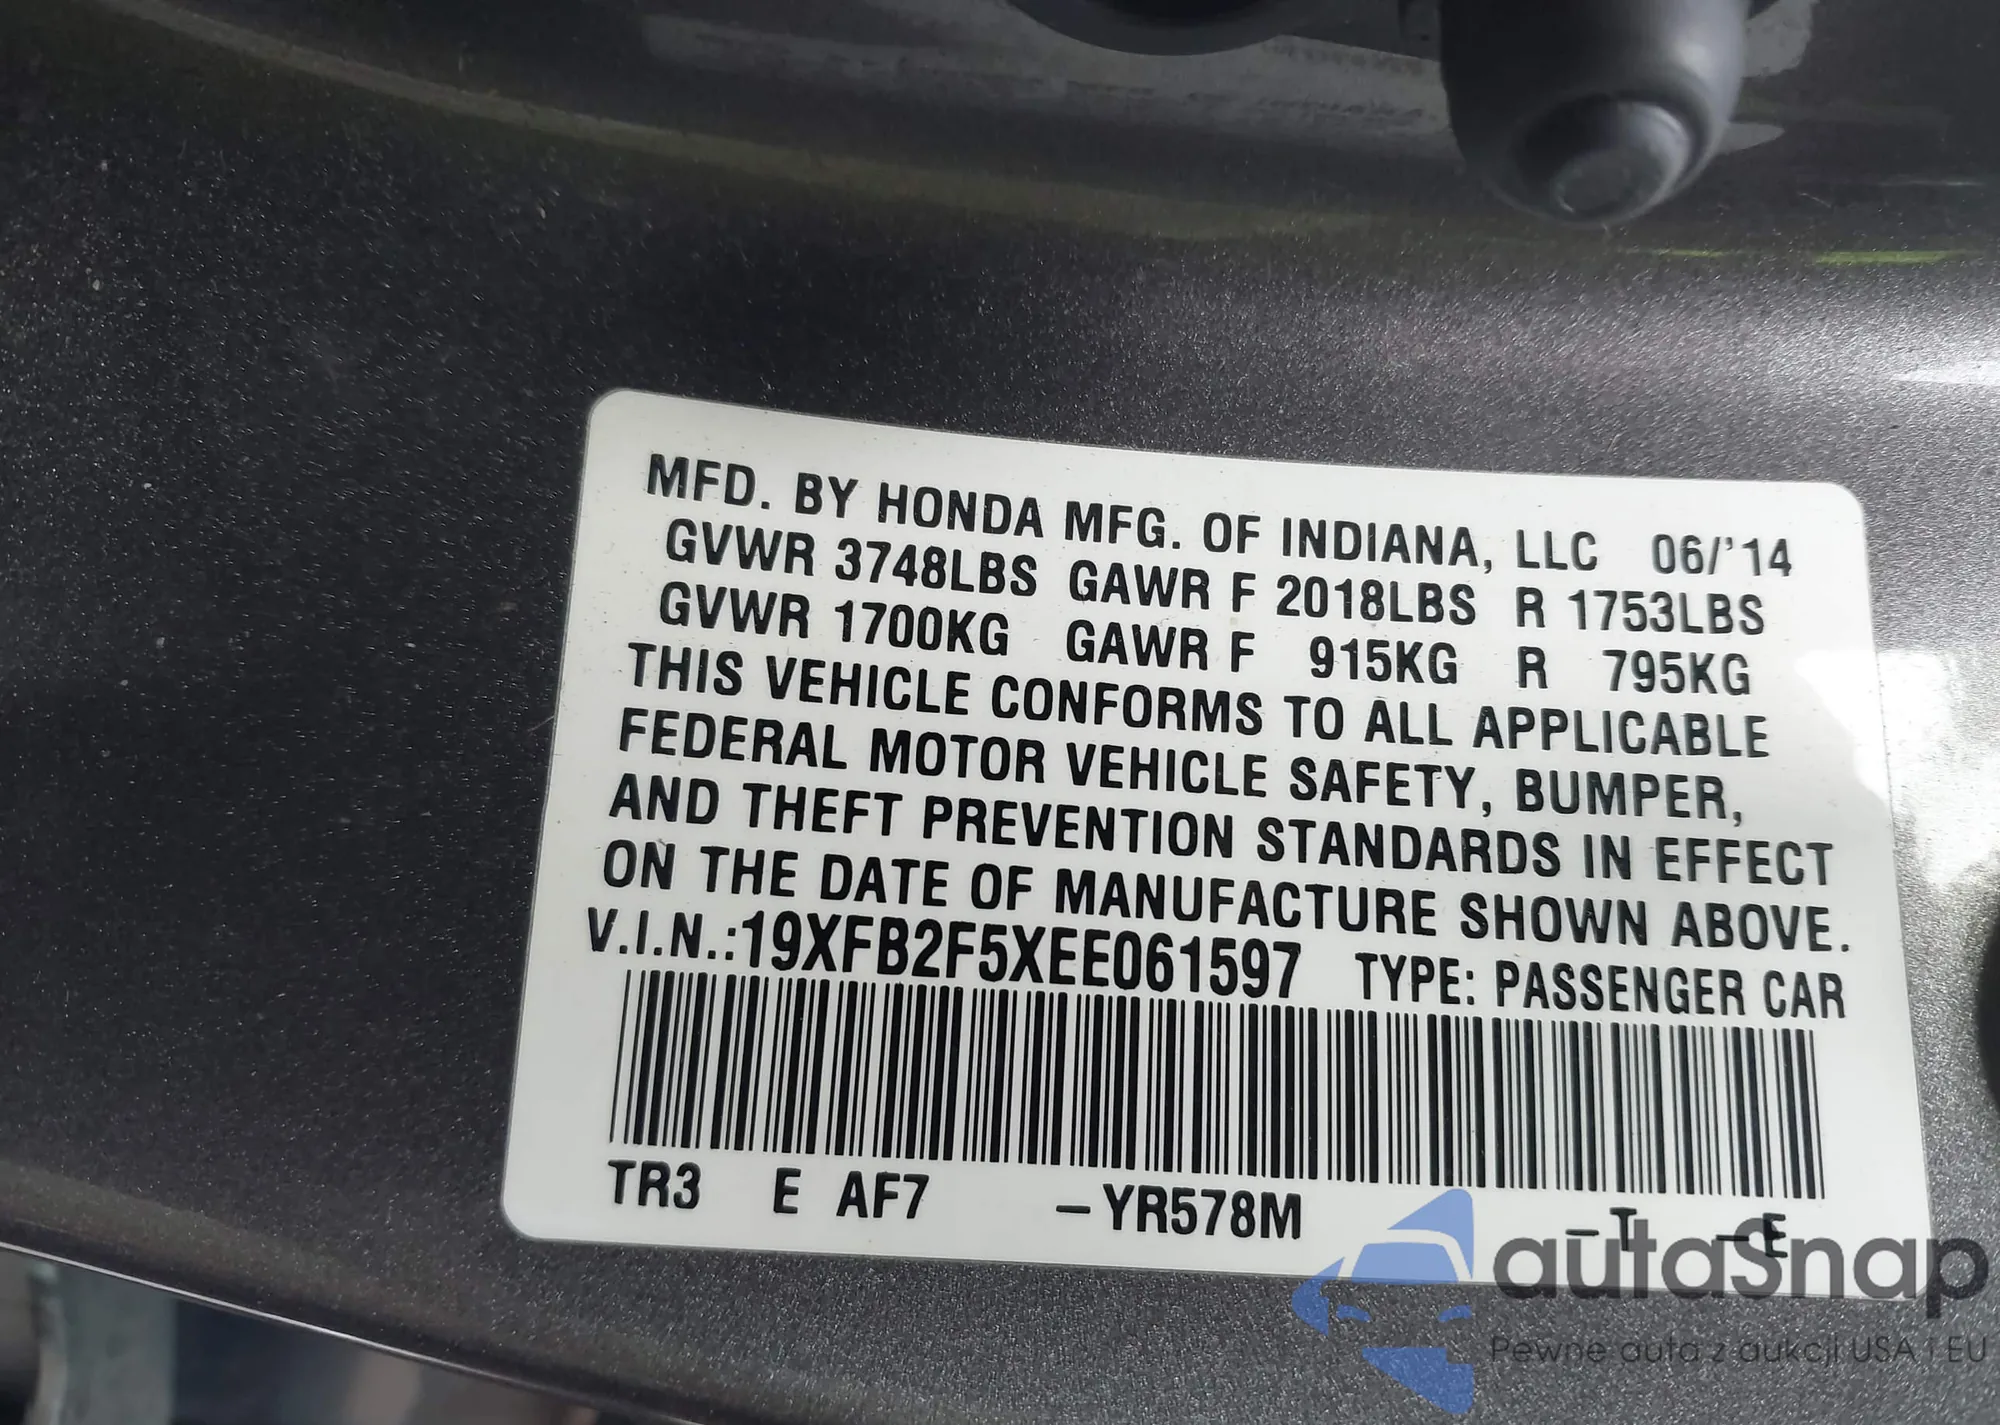 MFD. BY HONDA MFG. OF INDIANA, LLC 06/'14
GVWR 3748LBS GAWR F 2018LBS R 1753LBS
GVWR 1700KG GAWR F 915KG R 795KG
THIS VEHICLE CONFORMS TO ALL APPLICABLE
FEDERAL MOTOR VEHICLE SAFETY, BUMPER,
AND THEFT PREVENTION STANDARDS IN EFFECT
ON THE DATE OF MANUFACTURE SHOWN ABOVE.
V.I.N.:19XFB2F5XEE061597 TYPE: PASSENGER CAR
TR3 E AF7 –YR578M –T –E
autaSnap
Pewne auta z aukcji USA i EU